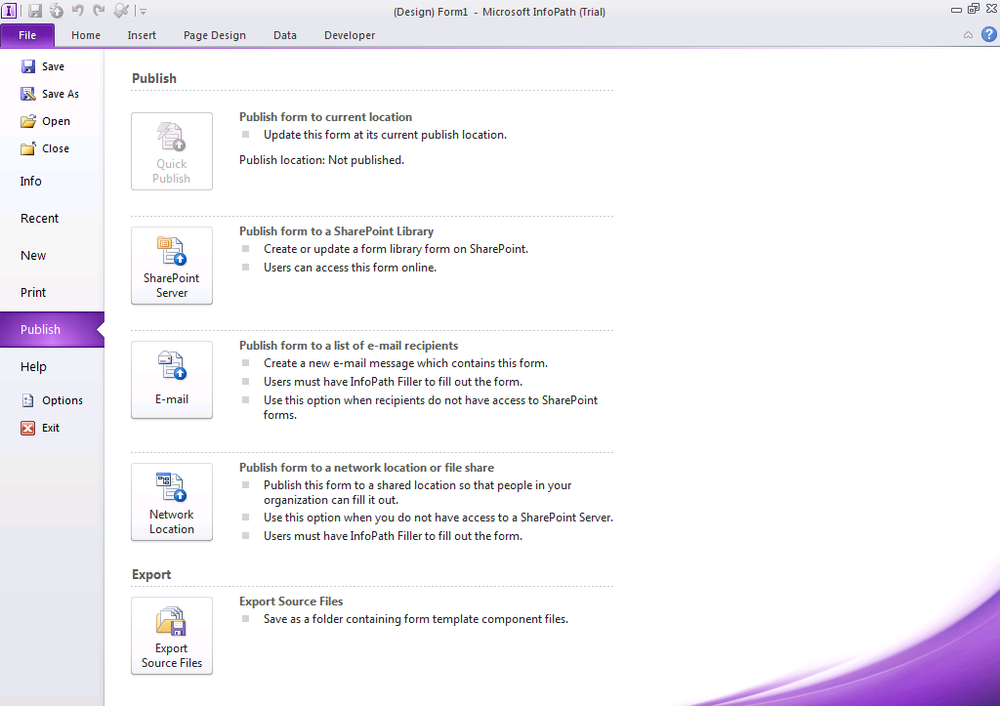 (Design) Form1 - Microsoft InfoPath (Trial)
File Home Insert Page Design Data Developer
Save
Save As
Open
Close
Info
Recent
New
Print
Publish
Help
Options
Exit
Publish
Quick
Publish
Publish form to current location
Update this form at its current publish location.
Publish location: Not published.
SharePoint
Server
Publish form to a SharePoint Library
Create or update a form library form on SharePoint.
Users can access this form online.
E-mail
Publish form to a list of e-mail recipients
Create a new e-mail message which contains this form.
Users must have InfoPath Filler to fill out the form.
Use this option when recipients do not have access to SharePoint
forms.
Network
Location
Publish form to a network location or file share
Publish this form to a shared location so that people in your
organization can fill it out.
Use this option when you do not have access to a SharePoint Server.
Users must have InfoPath Filler to fill out the form.
Export
Export
Source Files
Export Source Files
Save as a folder containing form template component files.